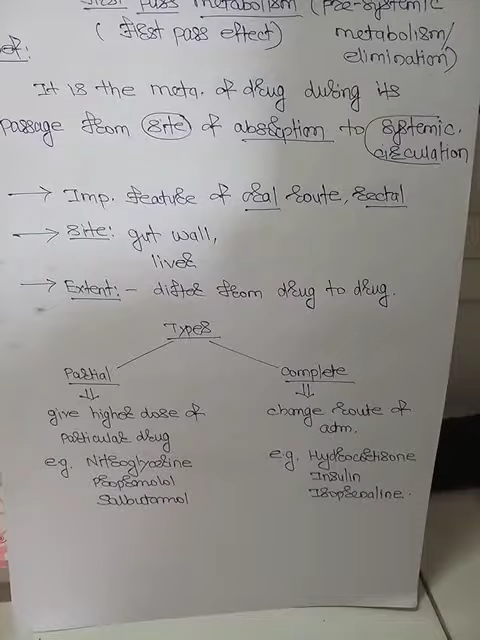 First pass metabolism (pre-systemic
( First pass effect) metabolism/
elimination)
Def:
It is the meta. of drug during its
passage from site of absorption to systemic.
circulation
→ Imp. feature of oral route, rectal
→ Site: gut wall,
liver
→ Extent:- differ from drug to drug.
Types
Partial
⇓
give higher dose of
particular drug
e.g. Nitroglycrine
Propranolol
Salbutamol
Complete
⇓
change route of
adm.
e.g. Hydrocortisone
Insulin
Isoprenaline.